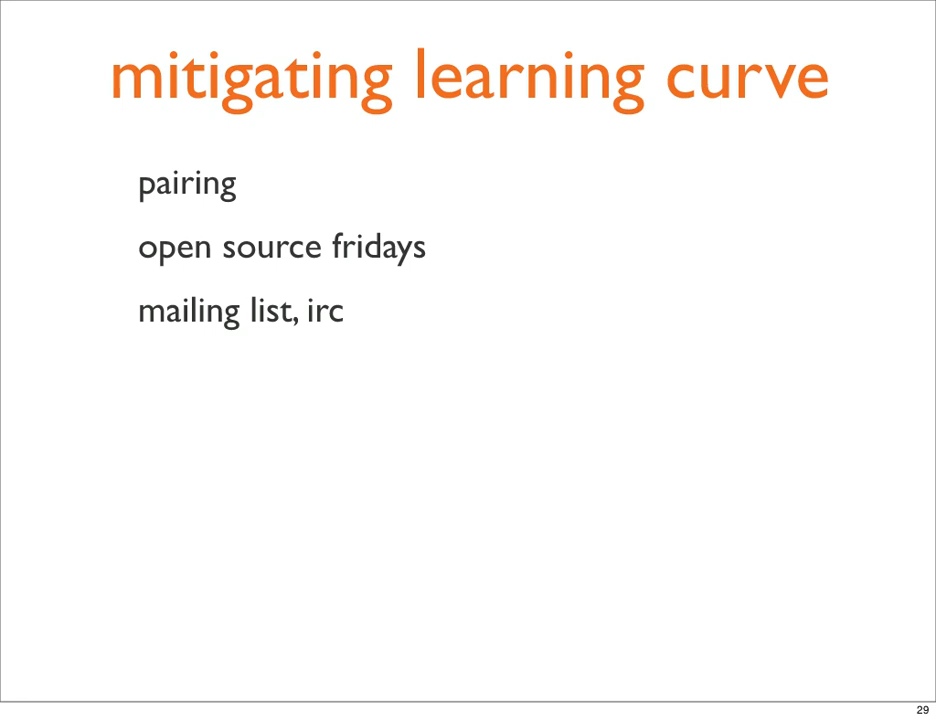 mitigating learning curve
pairing
open source fridays
mailing list, irc
29